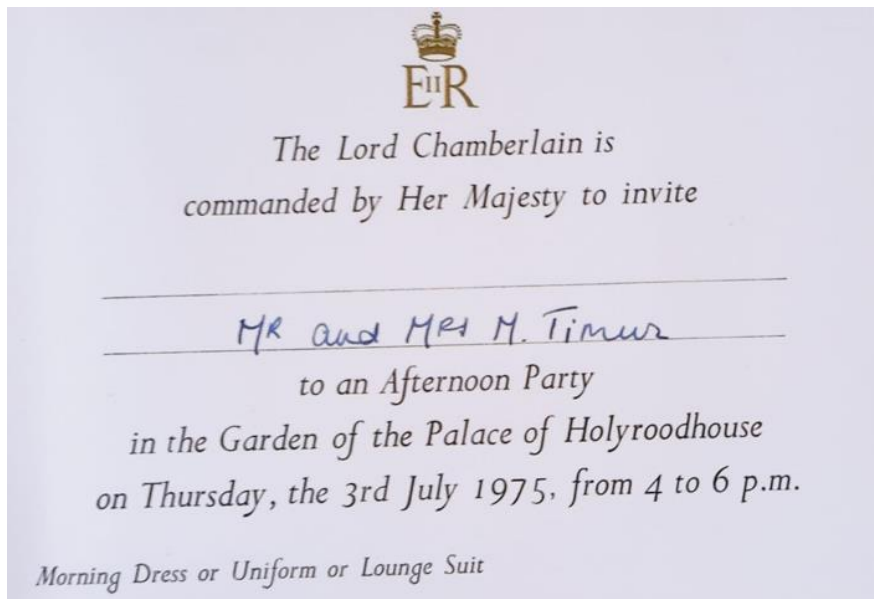 EIIR
The Lord Chamberlain is
commanded by Her Majesty to invite
Mr and Mrs M. Timur
to an Afternoon Party
in the Garden of the Palace of Holyroodhouse
on Thursday, the 3rd July 1975, from 4 to 6 p.m.
Morning Dress or Uniform or Lounge Suit